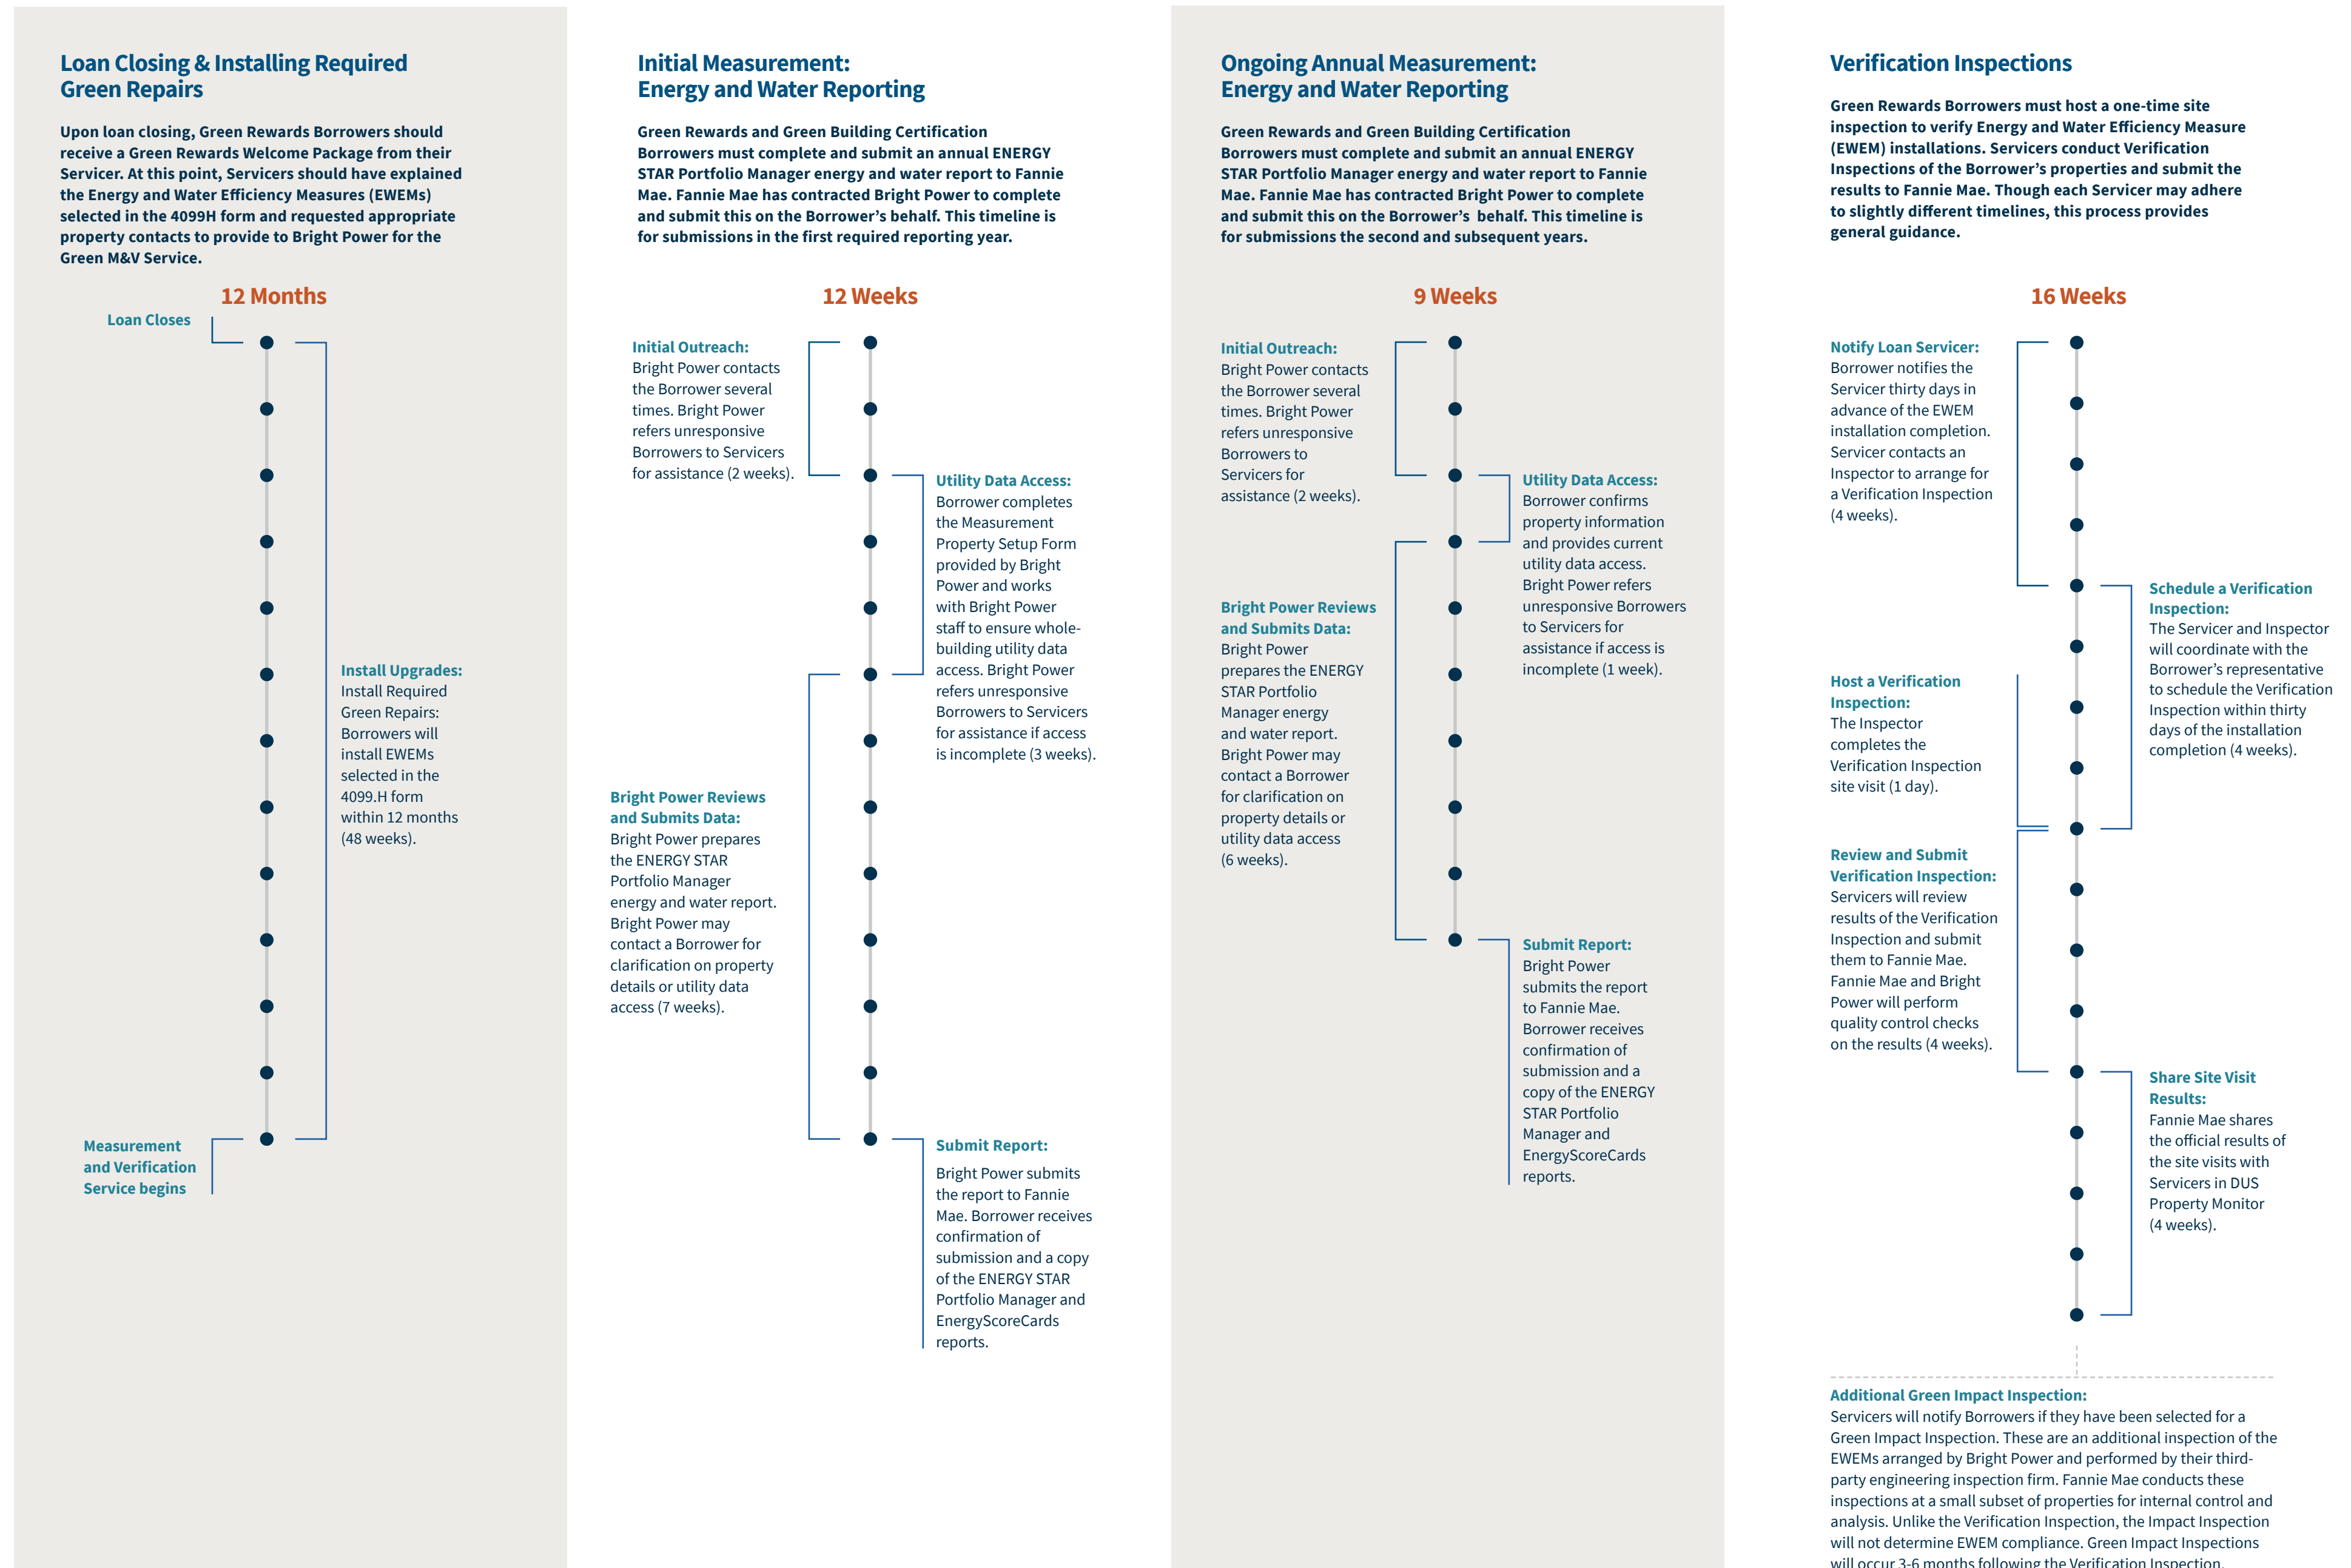 Loan Closing & Installing Required
Green Repairs
Upon loan closing, Green Rewards Borrowers should
receive a Green Rewards Welcome Package from their
Servicer. At this point, Servicers should have explained
the Energy and Water Efficiency Measures (EWEMs)
selected in the 4099H form and requested appropriate
property contacts to provide to Bright Power for the
Green M&V Service.
12 Months
Loan Closes
Install Upgrades:
Install Required
Green Repairs:
Borrowers will
install EWEMs
selected in the
4099.H form
within 12 months
(48 weeks).
Measurement
and Verification
Service begins
Initial Measurement:
Energy and Water Reporting
Green Rewards and Green Building Certification
Borrowers must complete and submit an annual ENERGY
STAR Portfolio Manager energy and water report to Fannie
Mae. Fannie Mae has contracted Bright Power to complete
and submit this on the Borrower’s behalf. This timeline is
for submissions in the first required reporting year.
12 Weeks
Initial Outreach:
Bright Power contacts
the Borrower several
times. Bright Power
refers unresponsive
Borrowers to Servicers
for assistance (2 weeks).
Utility Data Access:
Borrower completes
the Measurement
Property Setup Form
provided by Bright
Power and works
with Bright Power
staff to ensure whole-
building utility data
access. Bright Power
refers unresponsive
Borrowers to Servicers
for assistance if access
is incomplete (3 weeks).
Bright Power Reviews
and Submits Data:
Bright Power prepares
the ENERGY STAR
Portfolio Manager
energy and water report.
Bright Power may
contact a Borrower for
clarification on property
details or utility data
access (7 weeks).
Submit Report:
Bright Power submits
the report to Fannie
Mae. Borrower receives
confirmation of
submission and a copy
of the ENERGY STAR
Portfolio Manager and
EnergyScoreCards
reports.
Ongoing Annual Measurement:
Energy and Water Reporting
Green Rewards and Green Building Certification
Borrowers must complete and submit an annual ENERGY
STAR Portfolio Manager energy and water report to Fannie
Mae. Fannie Mae has contracted Bright Power to complete
and submit this on the Borrower’s behalf. This timeline is
for submissions the second and subsequent years.
9 Weeks
Initial Outreach:
Bright Power contacts
the Borrower several
times. Bright Power
refers unresponsive
Borrowers to
Servicers for
assistance (2 weeks).
Utility Data Access:
Borrower confirms
property information
and provides current
utility data access.
Bright Power refers
unresponsive Borrowers
to Servicers for
assistance if access is
incomplete (1 week).
Bright Power Reviews
and Submits Data:
Bright Power
prepares the ENERGY
STAR Portfolio
Manager energy
and water report.
Bright Power may
contact a Borrower
for clarification on
property details or
utility data access
(6 weeks).
Submit Report:
Bright Power
submits the report
to Fannie Mae.
Borrower receives
confirmation of
submission and a
copy of the ENERGY
STAR Portfolio
Manager and
EnergyScoreCards
reports.
Verification Inspections
Green Rewards Borrowers must host a one-time site
inspection to verify Energy and Water Efficiency Measure
(EWEM) installations. Servicers conduct Verification
Inspections of the Borrower’s properties and submit the
results to Fannie Mae. Though each Servicer may adhere
to slightly different timelines, this process provides
general guidance.
16 Weeks
Notify Loan Servicer:
Borrower notifies the
Servicer thirty days in
advance of the EWEM
installation completion.
Servicer contacts an
Inspector to arrange for
a Verification Inspection
(4 weeks).
Schedule a Verification
Inspection:
The Servicer and Inspector
will coordinate with the
Borrower’s representative
to schedule the Verification
Inspection within thirty
days of the installation
completion (4 weeks).
Host a Verification
Inspection:
The Inspector
completes the
Verification Inspection
site visit (1 day).
Review and Submit
Verification Inspection:
Servicers will review
results of the Verification
Inspection and submit
them to Fannie Mae.
Fannie Mae and Bright
Power will perform
quality control checks
on the results (4 weeks).
Share Site Visit
Results:
Fannie Mae shares
the official results of
the site visits with
Servicers in DUS
Property Monitor
(4 weeks).
Additional Green Impact Inspection:
Servicers will notify Borrowers if they have been selected for a
Green Impact Inspection. These are an additional inspection of the
EWEMs arranged by Bright Power and performed by their third-
party engineering inspection firm. Fannie Mae conducts these
inspections at a small subset of properties for internal control and
analysis. Unlike the Verification Inspection, the Impact Inspection
will not determine EWEM compliance. Green Impact Inspections
will occur 3-6 months following the Verification Inspection.